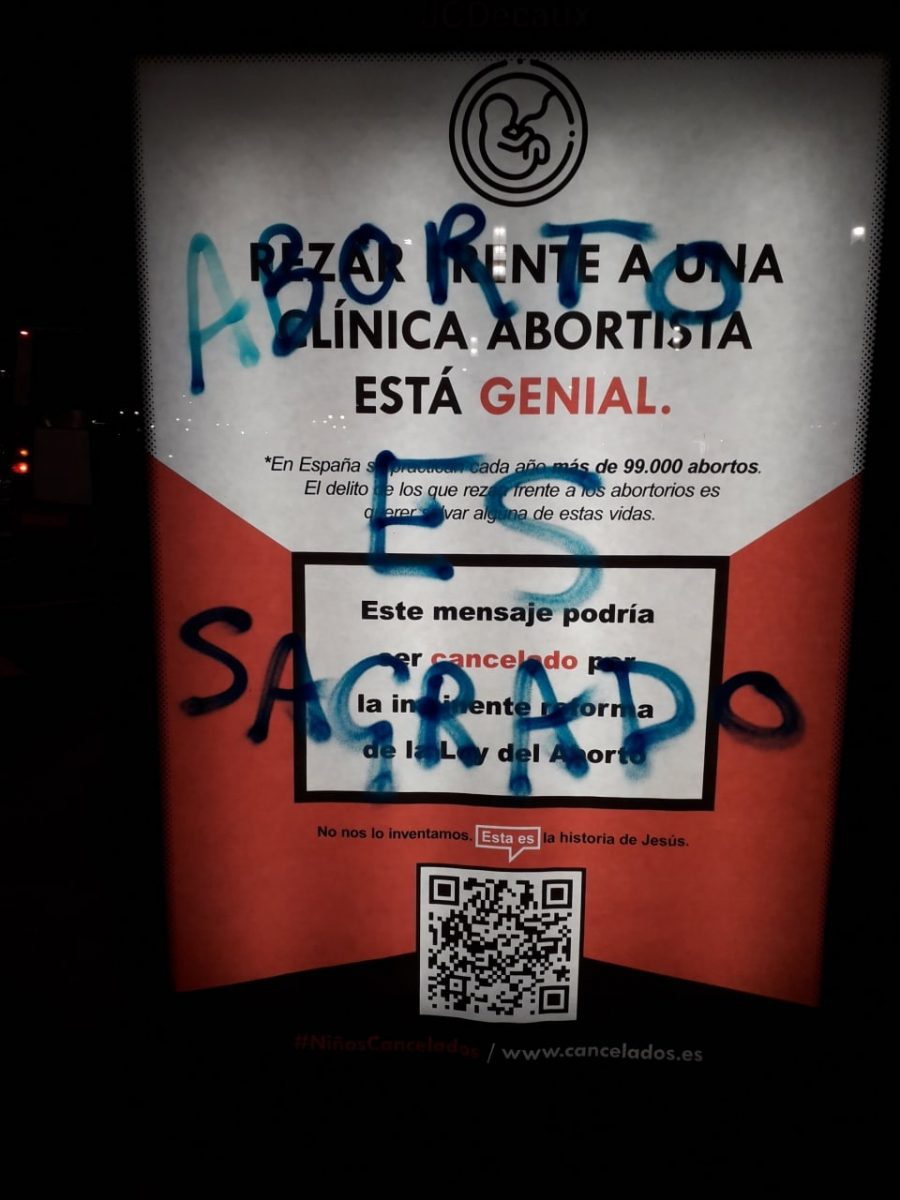 JCDecaux
REZAR FRENTE A UNA
CLÍNICA ABORTISTA
ESTÁ GENIAL.
*En España se practican cada año más de 99.000 abortos.
El delito de los que rezan frente a los abortorios es
querer salvar alguna de estas vidas.
Este mensaje podría
ser cancelado por
la inminente reforma
de la Ley del Aborto
No nos lo inventamos. Esta es la historia de Jesús.
#NiñosCancelados / www.cancelados.es
ABORTO
ES
SAGRADO